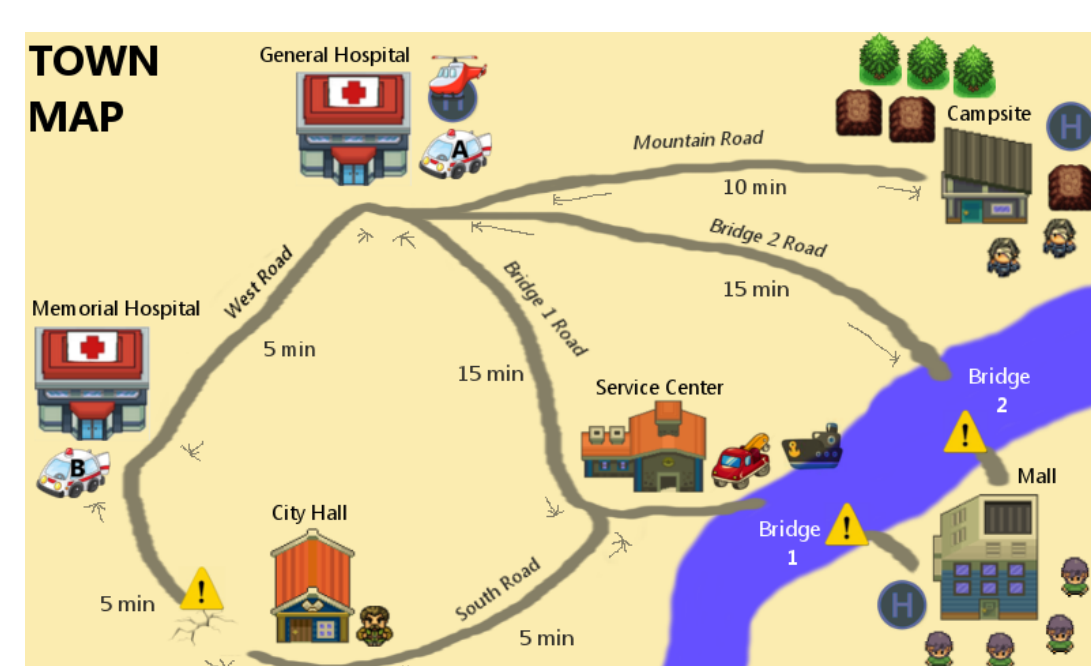 TOWN
MAP
General Hospital
H
A
Mountain Road
10 min
Campsite
H
Bridge 2 Road
15 min
West Road
5 min
Bridge 1 Road
15 min
Memorial Hospital
B
Service Center
Bridge
2
!
Mall
City Hall
Bridge
1
!
H
South Road
5 min
5 min
!